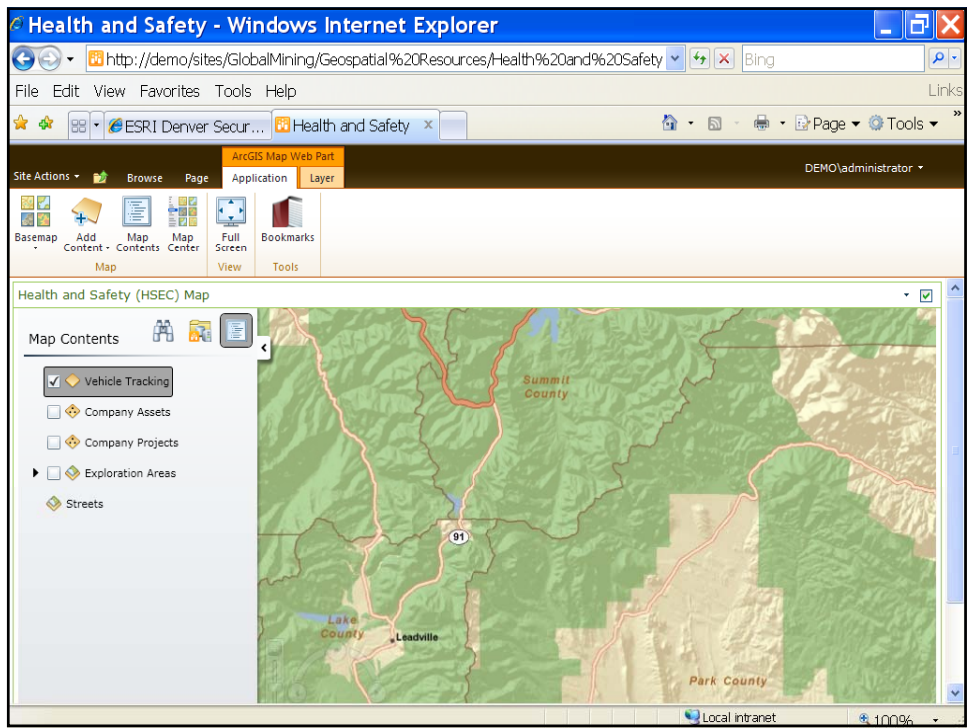 Health and Safety - Windows Internet Explorer
http://demo/sites/GlobalMining/Geospatial%20Resources/Health%20and%20Safety
Bing
File Edit View Favorites Tools Help
Links
ESRI Denver Secur...
Health and Safety x
Page
Tools
»
ArcGIS Map Web Part
Site Actions
Browse
Page
Application
Layer
DEMO\administrator
Basemap
Add Content
Map Contents
Map Center
Full Screen
Bookmarks
Map
View
Tools
Health and Safety (HSEC) Map
Map Contents
Vehicle Tracking
Company Assets
Company Projects
Exploration Areas
Streets
Summit
County
91
Lake
County
Leadville
Park County
Local intranet
100%